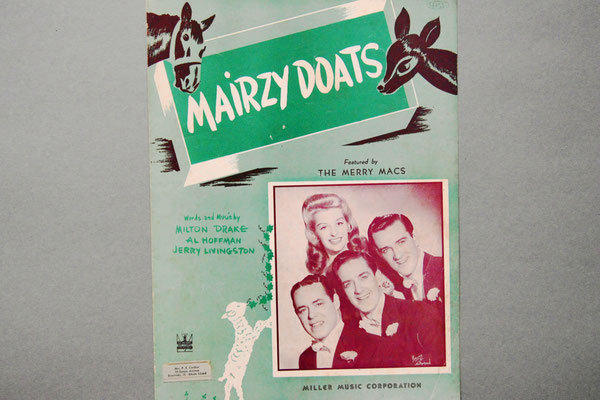 MAIRZY DOATS
Featured by
THE MERRY MACS
Words and Music by
MILTON DRAKE
AL HOFFMAN
JERRY LIVINGSTON
MILLER MUSIC CORPORATION